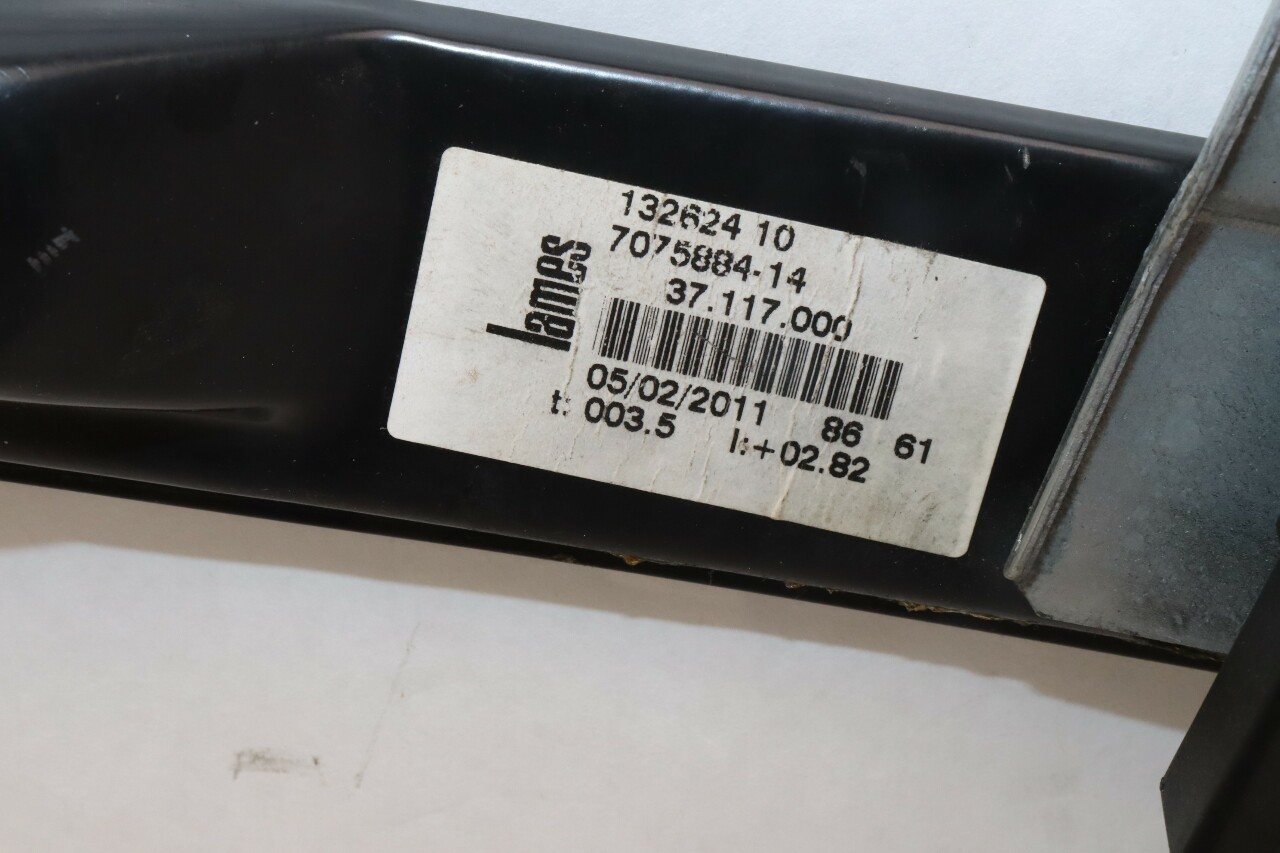 lames
132624 10
7075884-14
37.117.000
05/02/2011 86 61
t: 003.5 l:+02.82